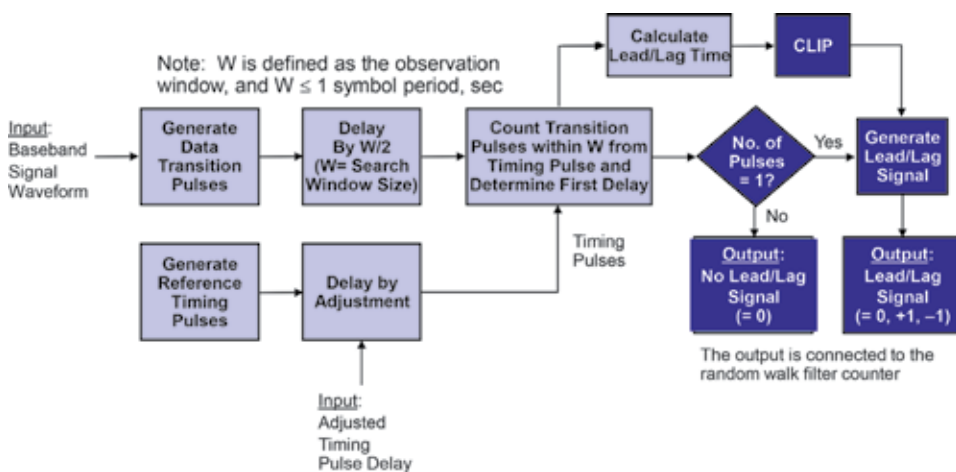 Note: W is defined as the observation
window, and W ≤ 1 symbol period, sec
Calculate
Lead/Lag Time
CLIP
Input:
Baseband
Signal
Waveform
Generate
Data
Transition
Pulses
Delay
By W/2
(W= Search
Window Size)
Count Transition
Pulses within W from
Timing Pulse and
Determine First Delay
No. of
Pulses
= 1?
Yes
Generate
Lead/Lag
Signal
No
Timing
Pulses
Generate
Reference
Timing
Pulses
Delay by
Adjustment
Output:
No Lead/Lag
Signal
(= 0)
Output:
Lead/Lag
Signal
(= 0, +1, –1)
The output is connected to the
random walk filter counter
Input:
Adjusted
Timing
Pulse Delay